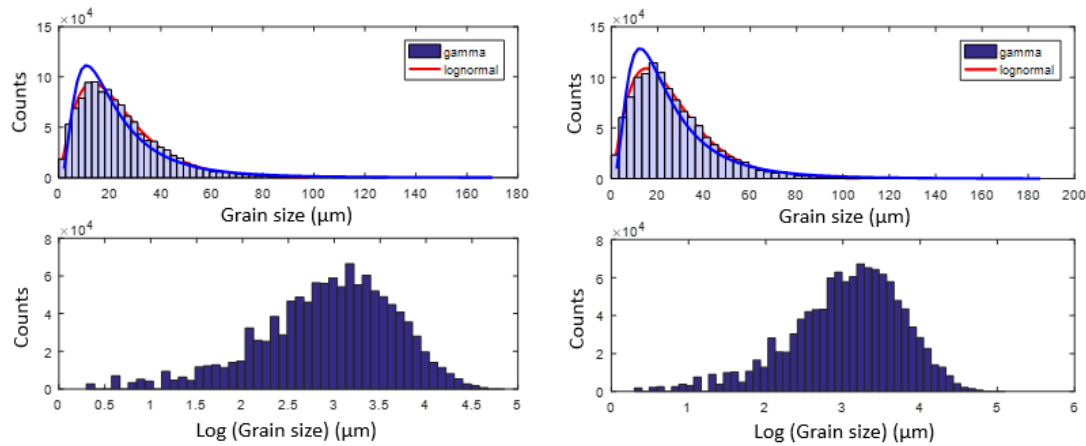 ×10⁴
15
10
5
0
Counts
gamma
lognormal
0 20 40 60 80 100 120 140 160 180
Grain size (μm)
×10⁴
15
10
5
0
Counts
gamma
lognormal
0 20 40 60 80 100 120 140 160 180 200
Grain size (μm)
×10⁴
8
6
4
2
0
Counts
0 0.5 1 1.5 2 2.5 3 3.5 4 4.5 5
Log (Grain size) (μm)
×10⁴
8
6
4
2
0
Counts
0 1 2 3 4 5 6
Log (Grain size) (μm)